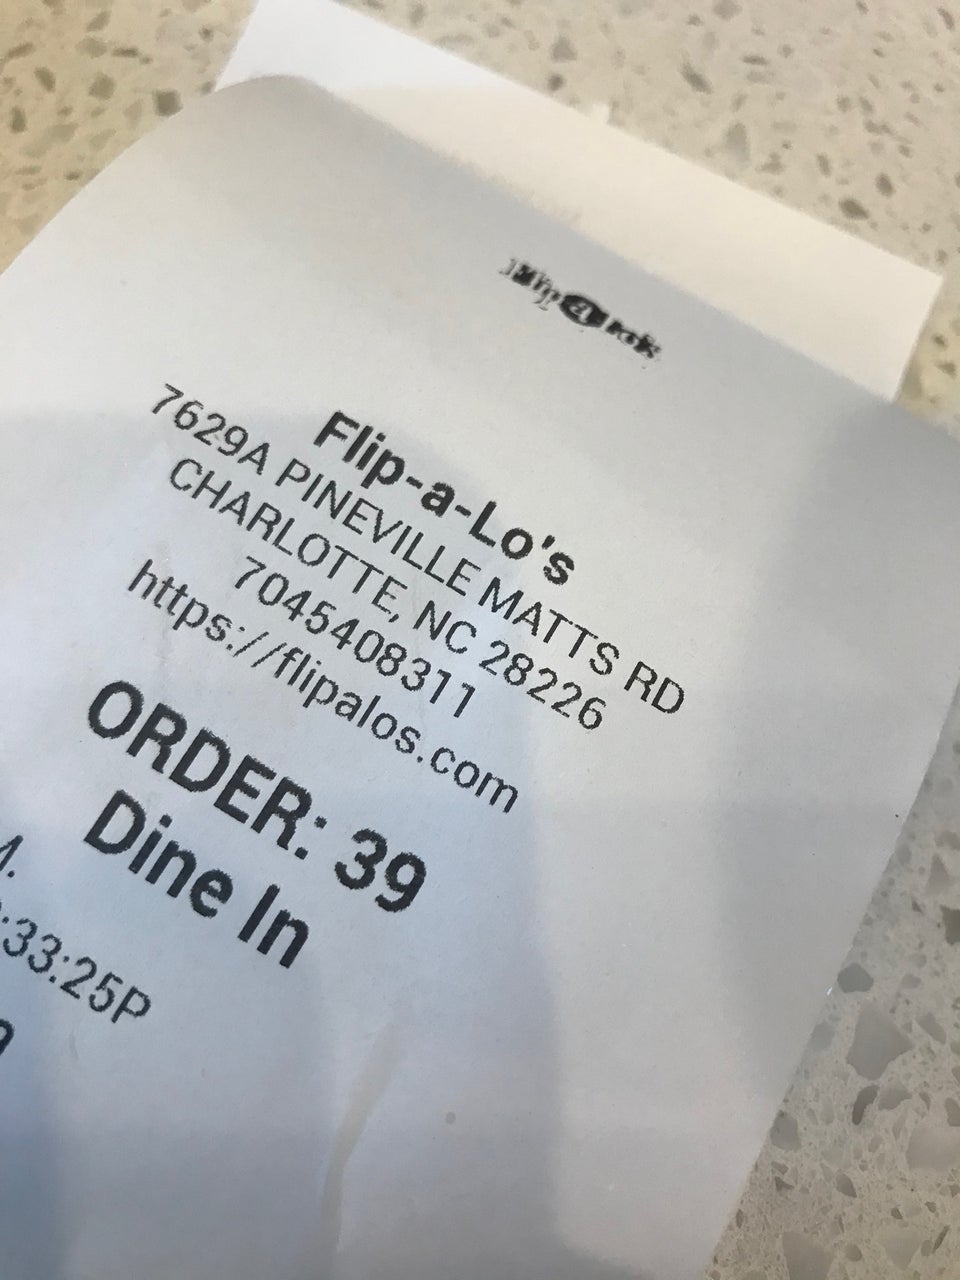 Flip-a-Lo's
7629A PINEVILLE MATTS RD
CHARLOTTE, NC 28226
7045408311
https://flipalos.com
ORDER: 39
Dine In
:33:25P